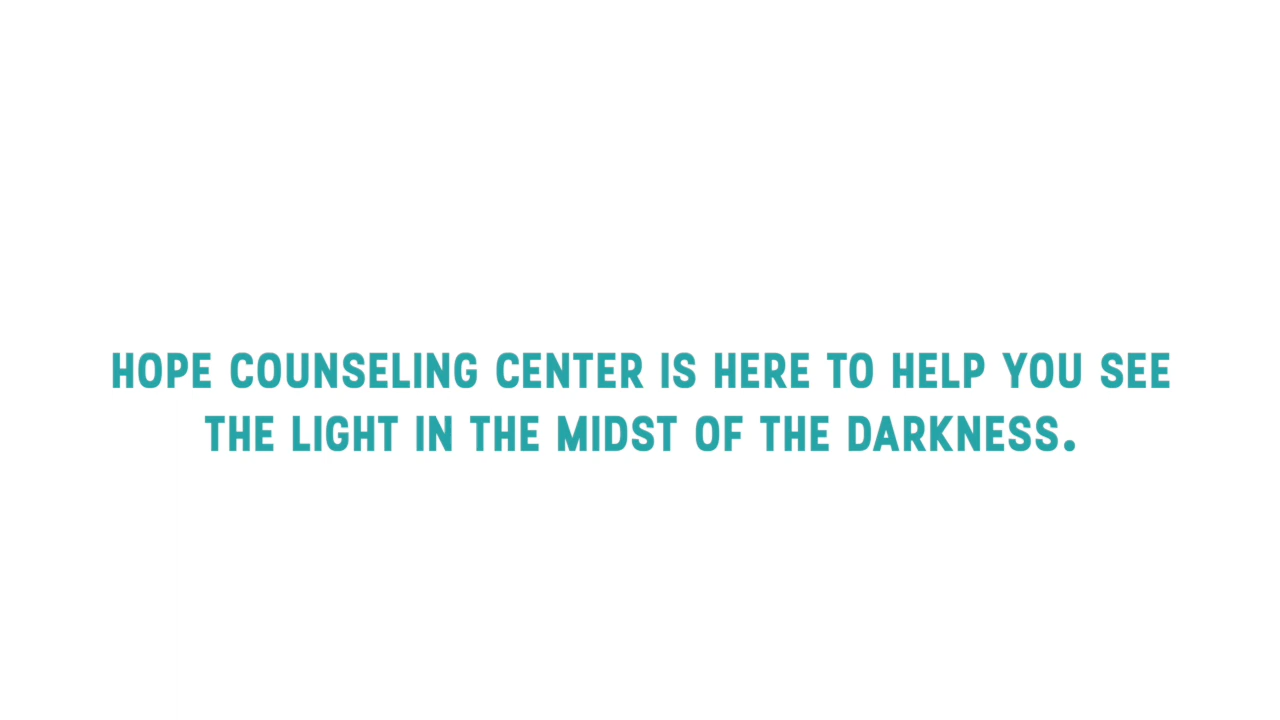 HOPE COUNSELING CENTER IS HERE TO HELP YOU SEE
THE LIGHT IN THE MIDST OF THE DARKNESS.